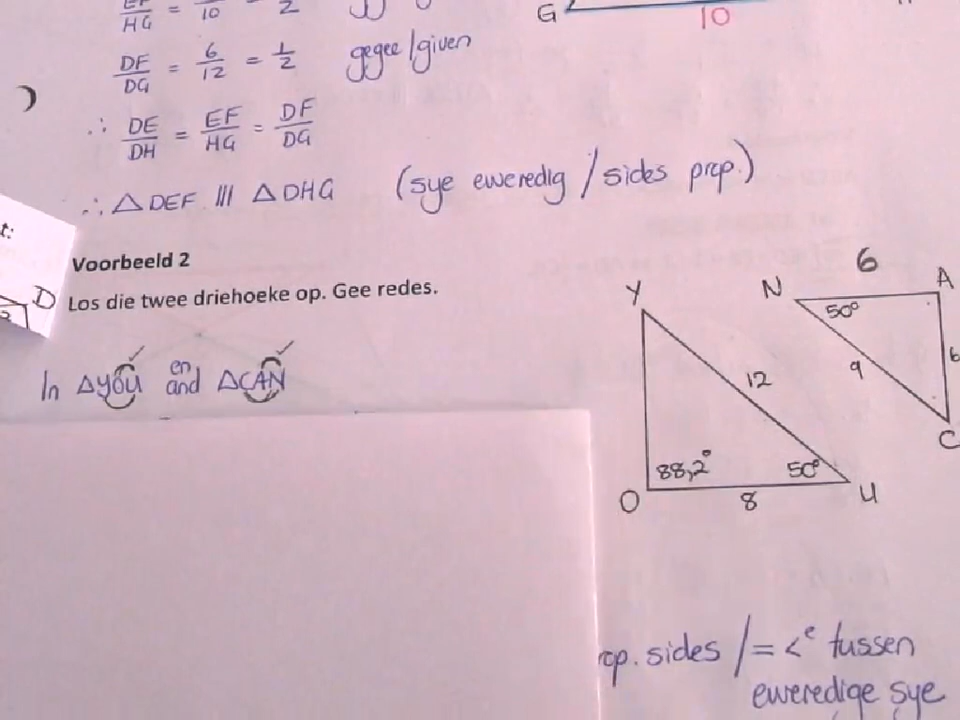 EF/HG = /10 = /2
G
10
DF/DG = 6/12 = 1/2 gegee/given
∴ DE/DH = EF/HG = DF/DG
∴ △DEF /// △DHG (sye eweredig / sides prop.)
t:
D
Voorbeeld 2
Los die twee driehoeke op. Gee redes.
In △YOU en/and △CAN
6
N
A
50°
9
6
C
Y
12
88,2°
50°
O
8
U
op. sides / = <e tussen
eweredige sye